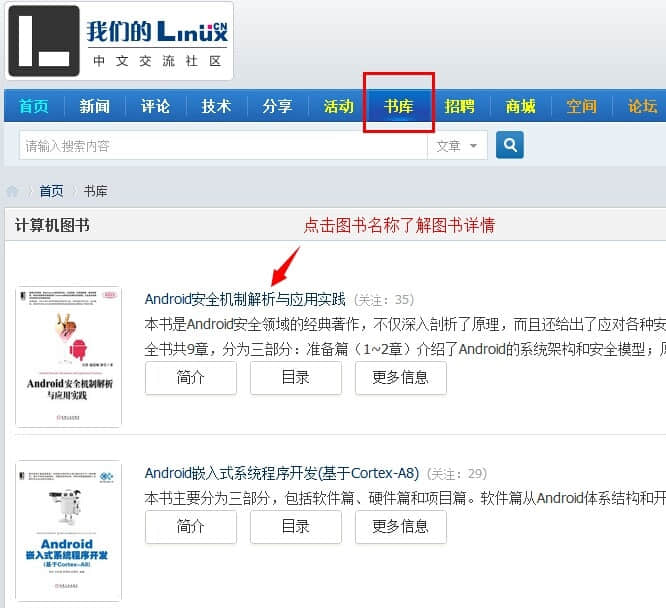 我们的Linux CN
中文交流社区
首页 新闻 评论 技术 分享 活动 书库 招聘 商城 空间 论坛
请输入搜索内容 文章
首页 书库
计算机图书
点击图书名称了解图书详情
Android安全机制解析与应用实践 (关注：35)
本书是Android安全领域的经典著作，不仅深入剖析了原理，而且还给出了应对各种安
全书共9章，分为三部分：准备篇（1~2章）介绍了Android的系统架构和安全模型；原
简介 目录 更多信息
Android安全机制解析
与应用实践
Android嵌入式系统程序开发(基于Cortex-A8) (关注：29)
本书主要分为三部分，包括软件篇、硬件篇和项目篇。软件篇从Android体系结构和开
简介 目录 更多信息
Android
嵌入式系统程序开发
(基于Cortex-A8)